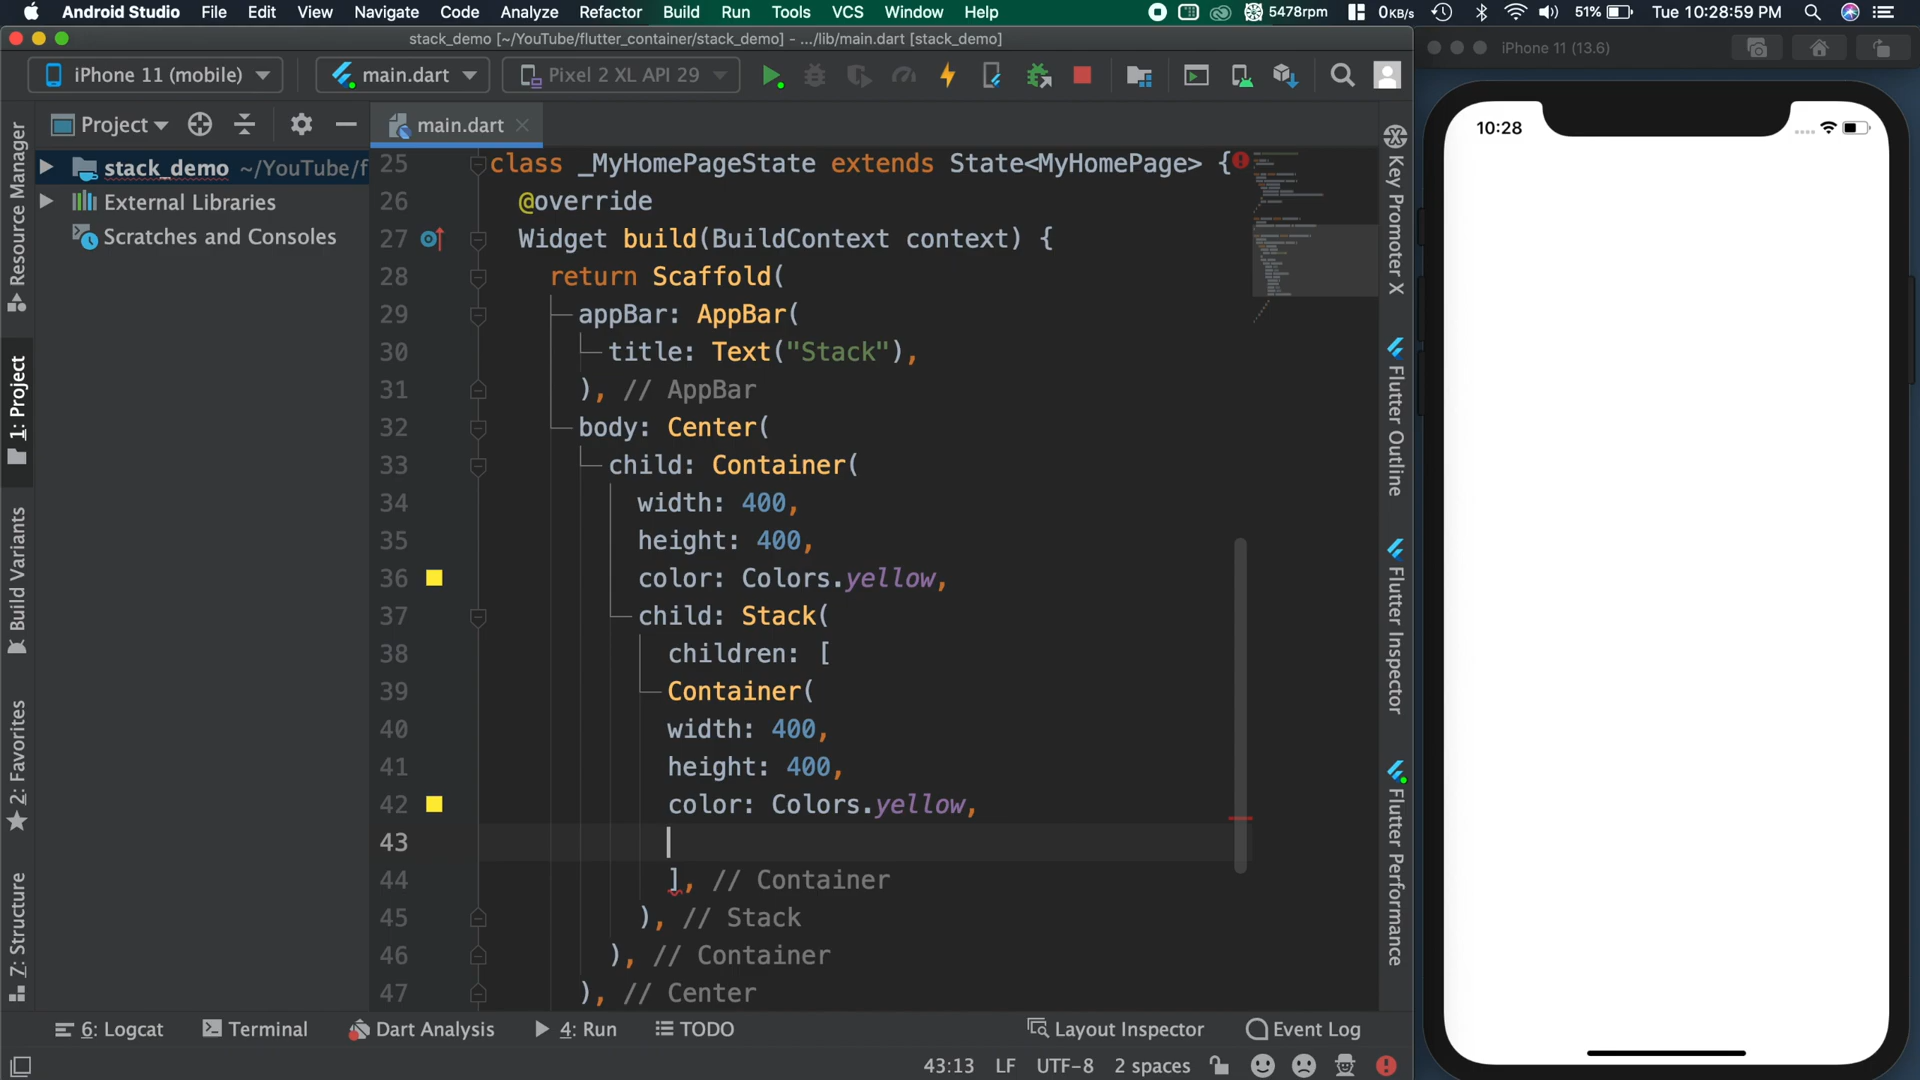 Android Studio File Edit View Navigate Code Analyze Refactor Build Run Tools VCS Window Help 5478rpm 0KB/s 51% Tue 10:28:59 PM
stack_demo [~/YouTube/flutter_container/stack_demo] - .../lib/main.dart [stack_demo]
iPhone 11 (13.6)
iPhone 11 (mobile) main.dart Pixel 2 XL API 29
Project main.dart
10:28
stack_demo ~/YouTube/f
External Libraries
Scratches and Consoles
Resource Manager
1: Project
Build Variants
2: Favorites
Z: Structure
25 class _MyHomePageState extends State<MyHomePage> {
26 @override
27 Widget build(BuildContext context) {
28 return Scaffold(
29 appBar: AppBar(
30 title: Text("Stack"),
31 ), // AppBar
32 body: Center(
33 child: Container(
34 width: 400,
35 height: 400,
36 color: Colors.yellow,
37 child: Stack(
38 children: [
39 Container(
40 width: 400,
41 height: 400,
42 color: Colors.yellow,
43
44 ], // Container
45 ), // Stack
46 ), // Container
47 ), // Center
Key Promoter X
Flutter Outline
Flutter Inspector
Flutter Performance
6: Logcat Terminal Dart Analysis 4: Run TODO Layout Inspector Event Log
43:13 LF UTF-8 2 spaces